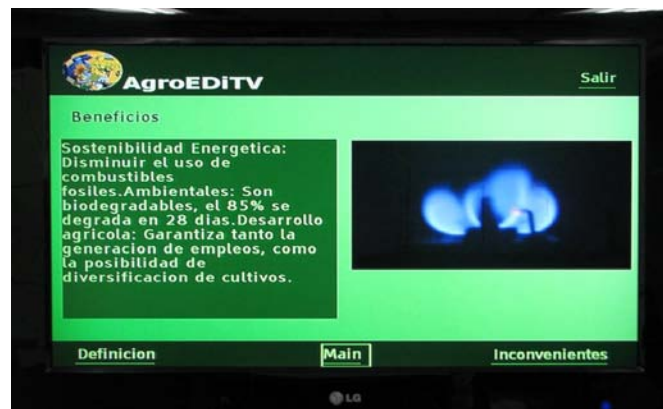 AgroEDiTV
Salir
Beneficios
Sostenibilidad Energetica:
Disminuir el uso de
combustibles
fosiles.Ambientales: Son
biodegradables, el 85% se
degrada en 28 dias.Desarrollo
agricola: Garantiza tanto la
generacion de empleos, como
la posibilidad de
diversificacion de cultivos.
Definicion
Main
Inconvenientes
LG